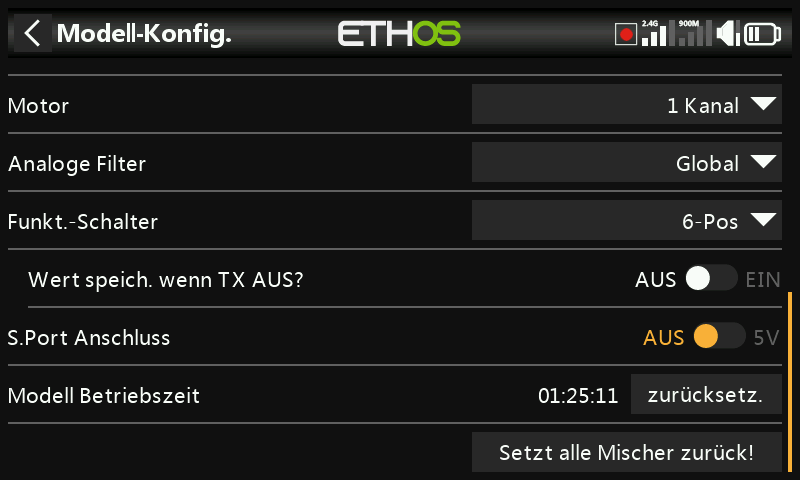 Modell-Konfig.
ETHOS
2.4G
900M
Motor
1 Kanal
Analoge Filter
Global
Funkt.-Schalter
6-Pos
Wert speich. wenn TX AUS?
AUS EIN
S.Port Anschluss
AUS 5V
Modell Betriebszeit
01:25:11
zurücksetz.
Setzt alle Mischer zurück!